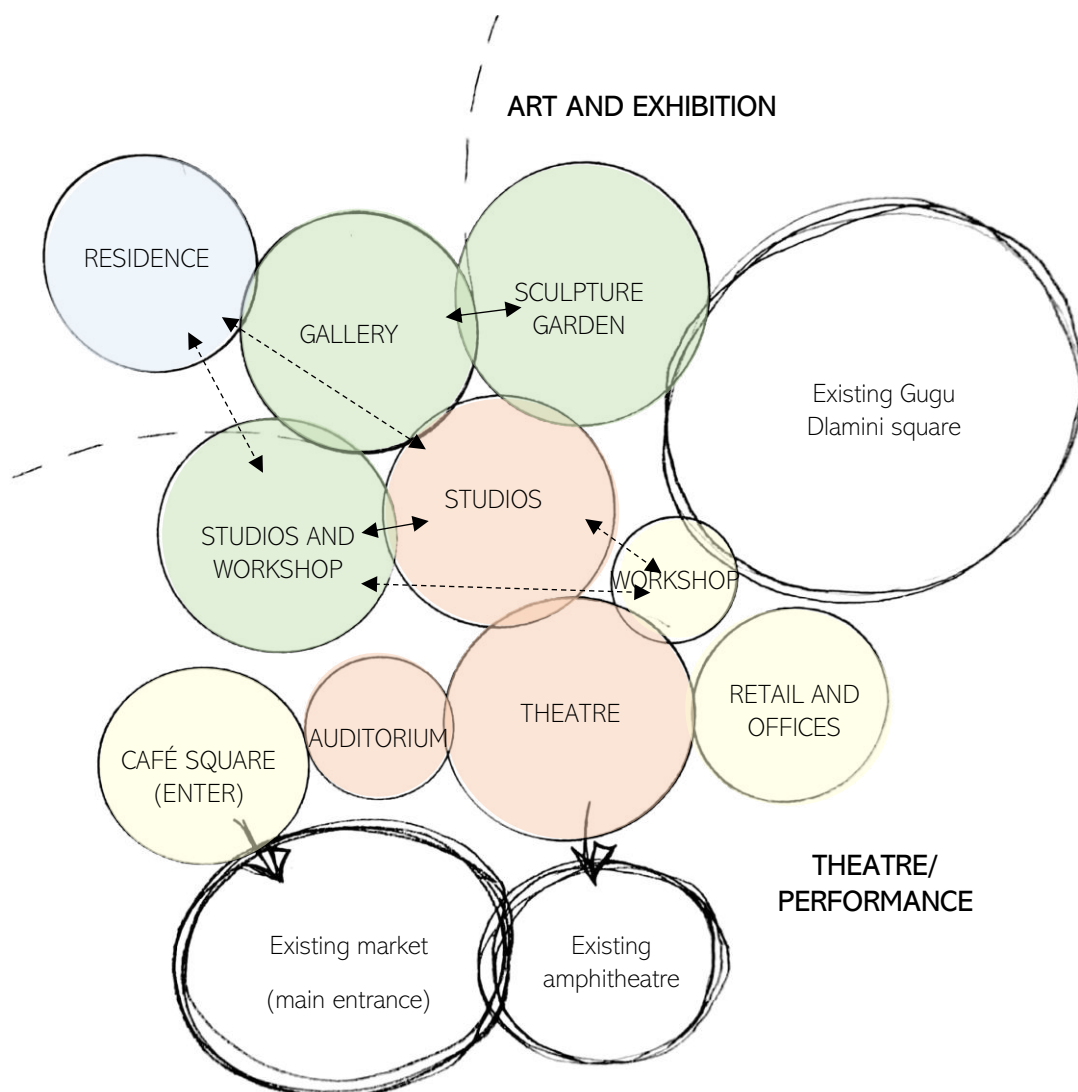 ART AND EXHIBITION
RESIDENCE
GALLERY
SCULPTURE
GARDEN
Existing Gugu
Dlamini square
STUDIOS
STUDIOS AND
WORKSHOP
WORKSHOP
THEATRE
RETAIL AND
OFFICES
AUDITORIUM
CAFÉ SQUARE
(ENTER)
THEATRE/
PERFORMANCE
Existing market
(main entrance)
Existing
amphitheatre